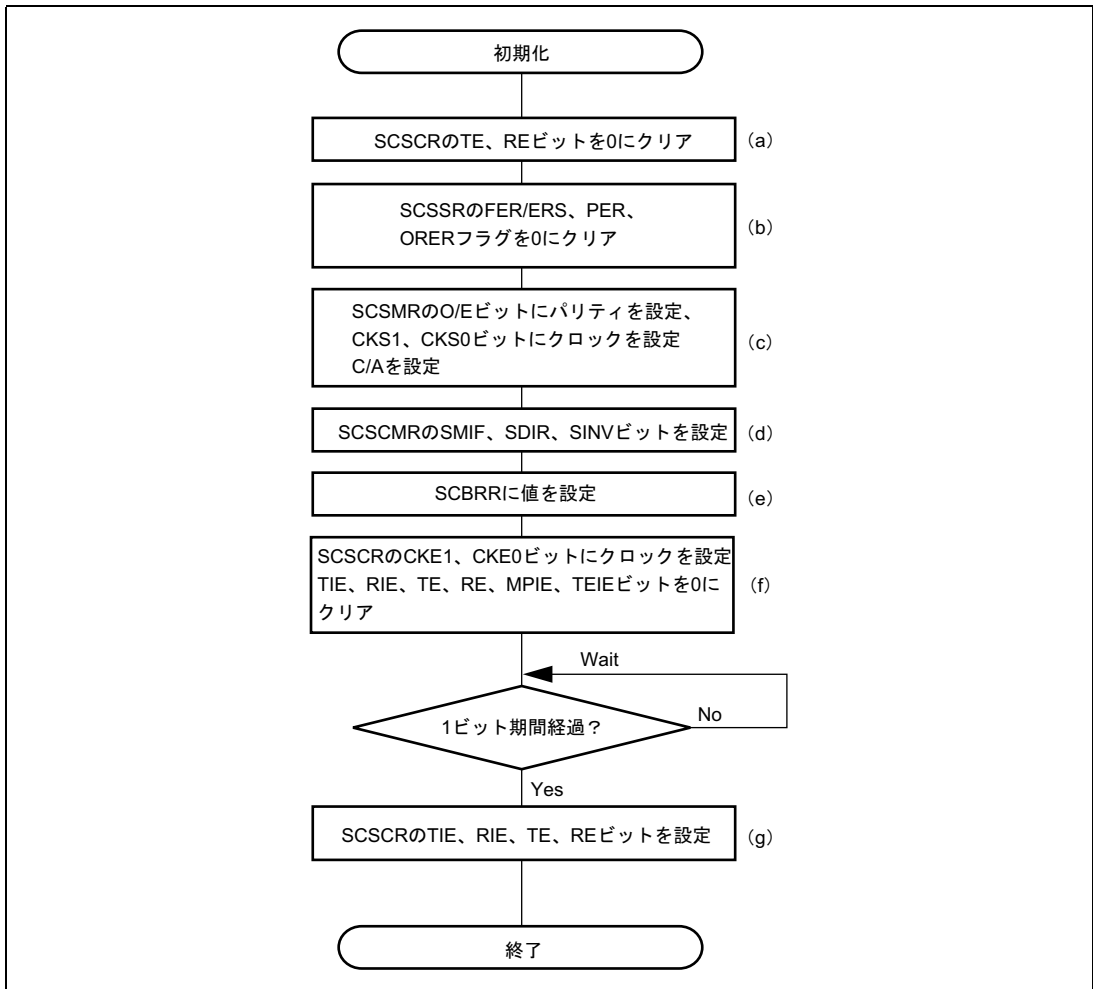 初期化
SCSCRのTE、REビットを0にクリア
(a)
SCSSRのFER/ERS、PER、
ORERフラグを0にクリア
(b)
SCSMRのO/Eビットにパリティを設定、
CKS1、CKS0ビットにクロックを設定
C/Aを設定
(c)
SCSCMRのSMIF、SDIR、SINVビットを設定
(d)
SCBRRに値を設定
(e)
SCSCRのCKE1、CKE0ビットにクロックを設定
TIE、RIE、TE、RE、MPIE、TEIEビットを0に
クリア
(f)
Wait
1ビット期間経過？
No
Yes
SCSCRのTIE、RIE、TE、REビットを設定
(g)
終了